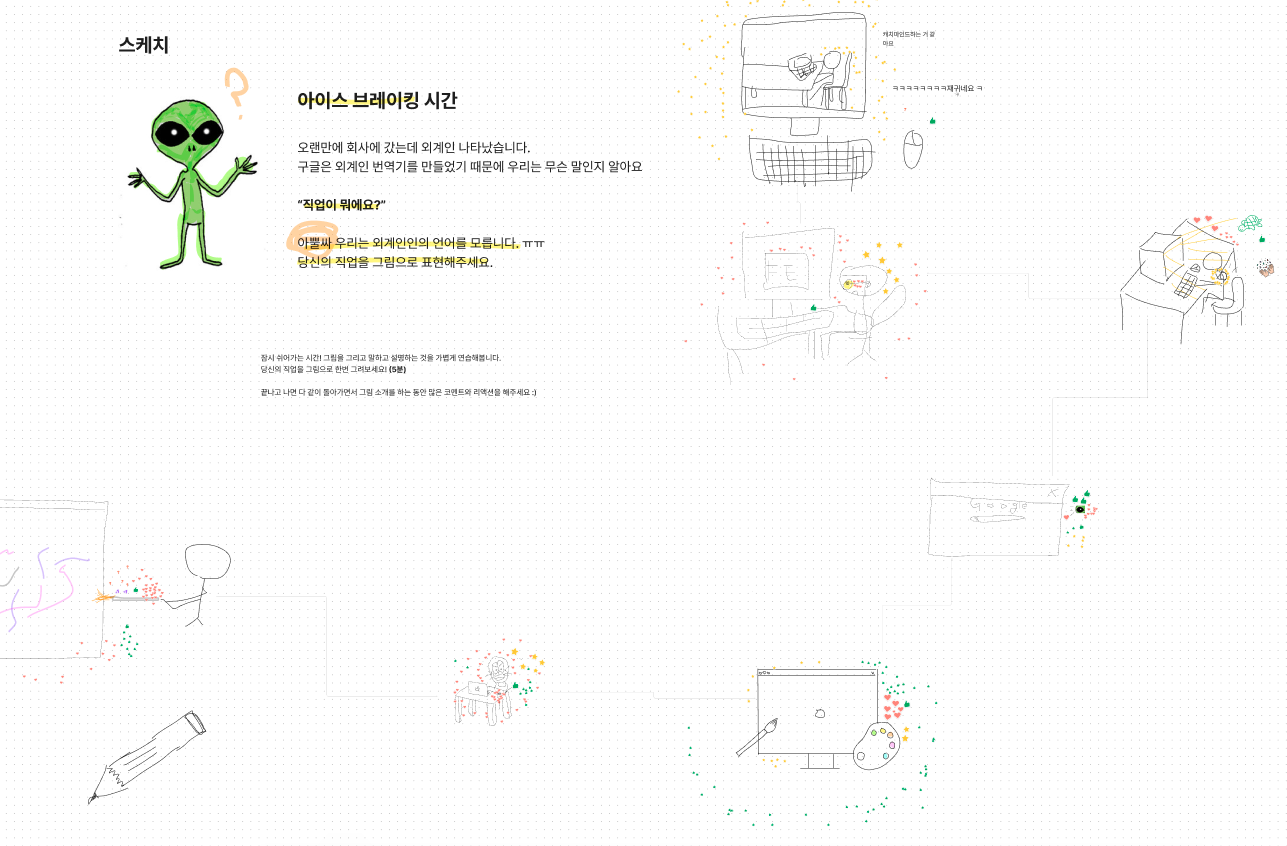 스케치
아이스 브레이킹 시간
오랜만에 회사에 갔는데 외계인 나타났습니다.
구글은 외계인 번역기를 만들었기 때문에 우리는 무슨 말인지 알아요
“직업이 뭐에요?”
아뿔싸 우리는 외계인인의 언어를 모릅니다. ㅠㅠ
당신의 직업을 그림으로 표현해주세요.
잠시 쉬어가는 시간! 그림을 그리고 말하고 설명하는 것을 가볍게 연습해봅니다.
당신의 직업을 그림으로 한번 그려보세요! (5분)
끝나고 나면 다 같이 돌아가면서 그림 소개를 하는 동안 많은 코멘트와 리액션을 해주세요 :)
캐치마인드하는 거 같
아요
ㅋㅋㅋㅋㅋㅋㅋㅋ재귀네요 ㅋ
Google